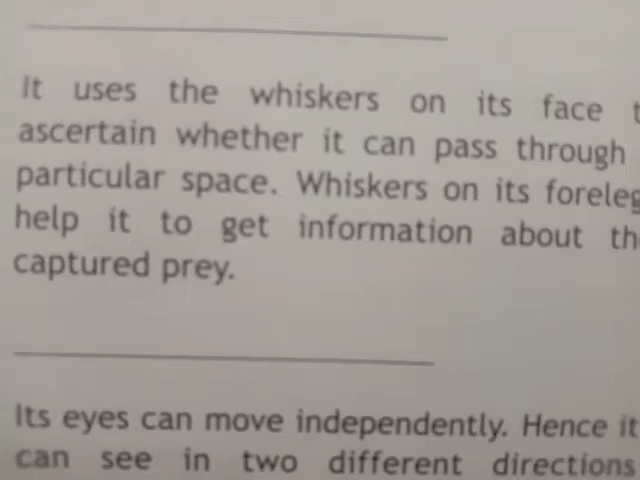 It uses the whiskers on its face
ascertain whether it can pass through
particular space. Whiskers on its
help it to get information about
captured prey.
Its eyes can move independently. Hence it
can see in two different directions